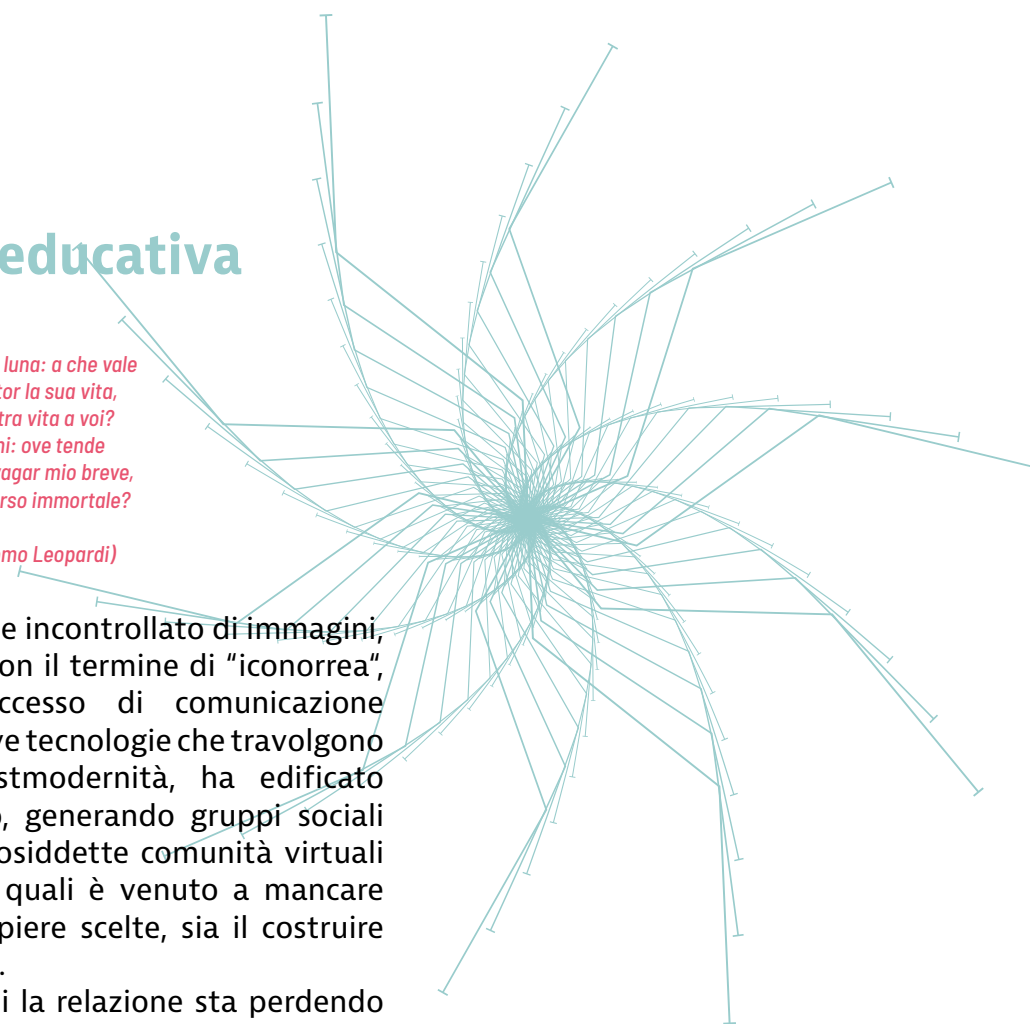 educativa
luna: a che vale
tor la sua vita,
tra vita a voi?
ni: ove tende
vagar mio breve,
rso immortale?
mo Leopardi)
e incontrollato di immagini,
on il termine di “iconorrea“,
ccesso di comunicazione
ve tecnologie che travolgono
stmodernità, ha edificato
o, generando gruppi sociali
osiddette comunità virtuali
quali è venuto a mancare
piere scelte, sia il costruire
.
i la relazione sta perdendo